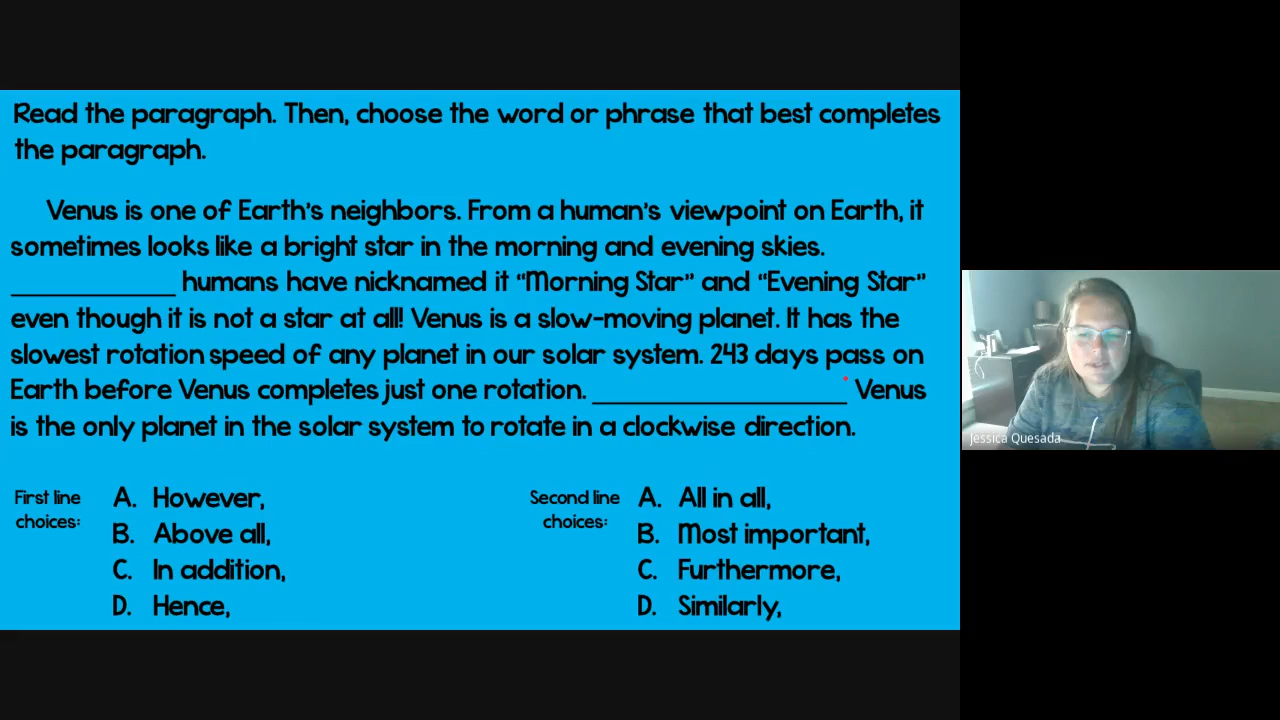 Read the paragraph. Then, choose the word or phrase that best completes
the paragraph.
Venus is one of Earth's neighbors. From a human's viewpoint on Earth, it
sometimes looks like a bright star in the morning and evening skies.
____________ humans have nicknamed it “Morning Star” and “Evening Star”
even though it is not a star at all! Venus is a slow-moving planet. It has the
slowest rotation speed of any planet in our solar system. 243 days pass on
Earth before Venus completes just one rotation. __________________ Venus
is the only planet in the solar system to rotate in a clockwise direction.
First line choices:
A. However,
B. Above all,
C. In addition,
D. Hence,
Second line choices:
A. All in all,
B. Most important,
C. Furthermore,
D. Similarly,
Jessica Quesada